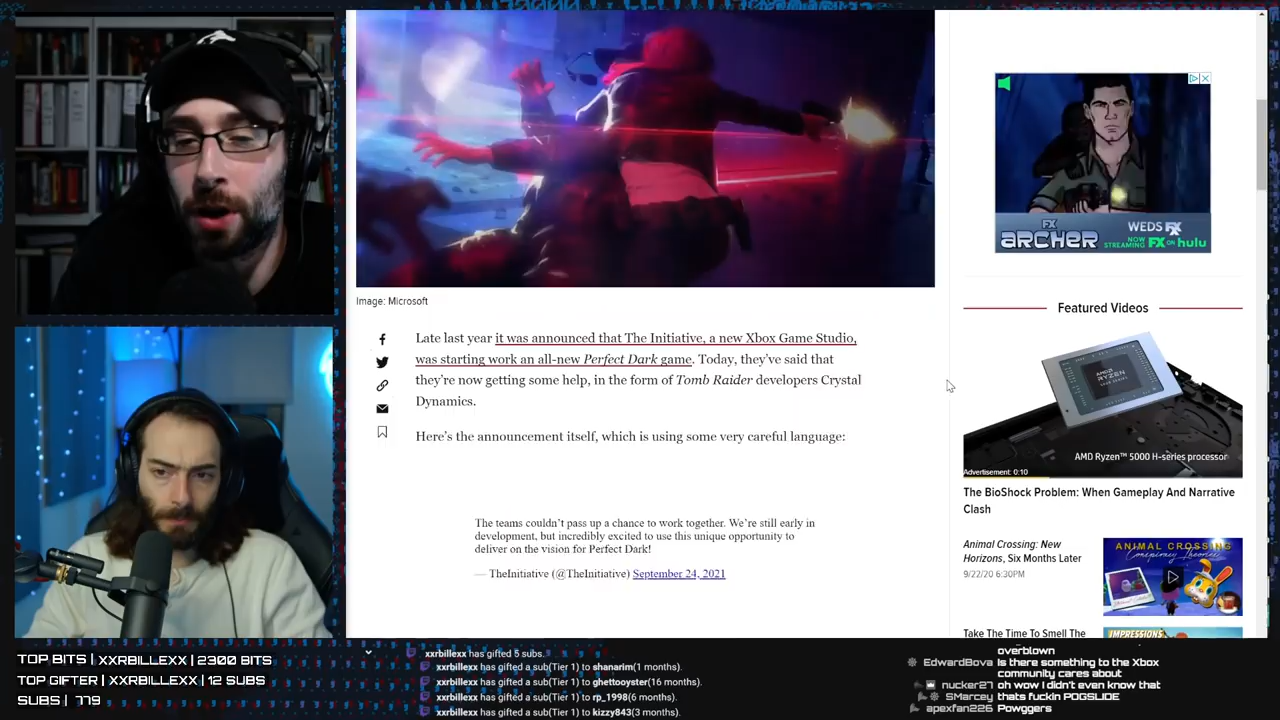 FX
ARCHER
WEDS FX
NOW STREAMING FX on hulu
Image: Microsoft
Featured Videos
Late last year it was announced that The Initiative, a new Xbox Game Studio,
was starting work an all-new Perfect Dark game. Today, they've said that
they're now getting some help, in the form of Tomb Raider developers Crystal
Dynamics.
Here's the announcement itself, which is using some very careful language:
AMD
RYZEN
AMD Ryzen™ 5000 H-series processor
Advertisement: 0:10
The BioShock Problem: When Gameplay And Narrative
Clash
The teams couldn't pass up a chance to work together. We're still early in
development, but incredibly excited to use this unique opportunity to
deliver on the vision for Perfect Dark!
— TheInitiative (@TheInitiative) September 24, 2021
Animal Crossing: New
Horizons, Six Months Later
9/22/20 6:30PM
ANIMAL CROSSING
Conspiracy Theories
Take The Time To Smell The
IMPRESSIONS
TOP BITS | XXRBILLEXX | 2300 BITS
TOP GIFTER | XXRBILLEXX | 12 SUBS
SUBS | 779
xxrbillexx has gifted 5 subs.
xxrbillexx has gifted a sub(Tier 1) to shanarim(1 months).
xxrbillexx has gifted a sub(Tier 1) to ghettooyster(16 months).
xxrbillexx has gifted a sub(Tier 1) to rp_1998(6 months).
xxrbillexx has gifted a sub(Tier 1) to kizzy843(3 months).
overblown
EdwardBova Is there something to the Xbox
community cares about
nucker27 oh wow I didn't even know that
SMarcey thats fuckin POGSLIDE
apexfan226 Powggers